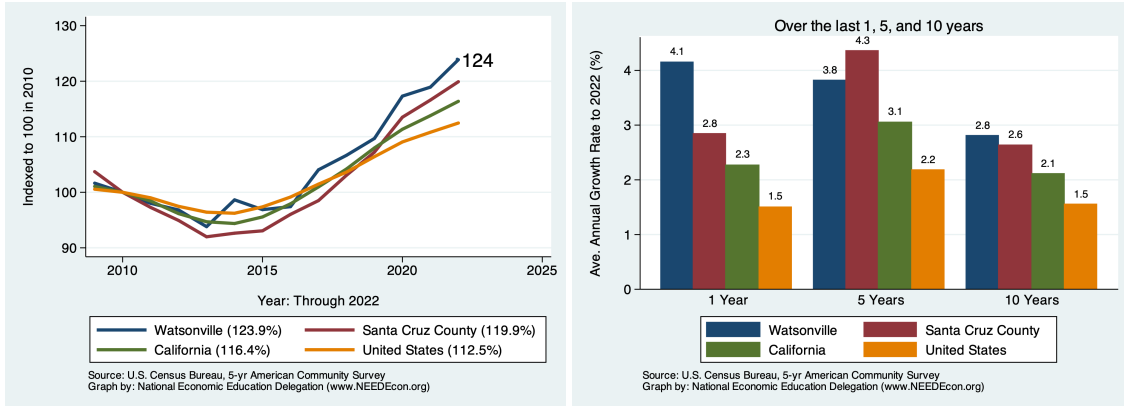 130
120
110
100
90
Indexed to 100 in 2010
124
2010
2015
2020
2025
Year: Through 2022
Watsonville (123.9%)
Santa Cruz County (119.9%)
California (116.4%)
United States (112.5%)
Source: U.S. Census Bureau, 5-yr American Community Survey
Graph by: National Economic Education Delegation (www.NEEDEcon.org)
Over the last 1, 5, and 10 years
Ave. Annual Growth Rate to 2022 (%)
4
3
2
1
0
4.1
2.8
2.3
1.5
3.8
4.3
3.1
2.2
2.8
2.6
2.1
1.5
1 Year
5 Years
10 Years
Watsonville
Santa Cruz County
California
United States
Source: U.S. Census Bureau, 5-yr American Community Survey
Graph by: National Economic Education Delegation (www.NEEDEcon.org)